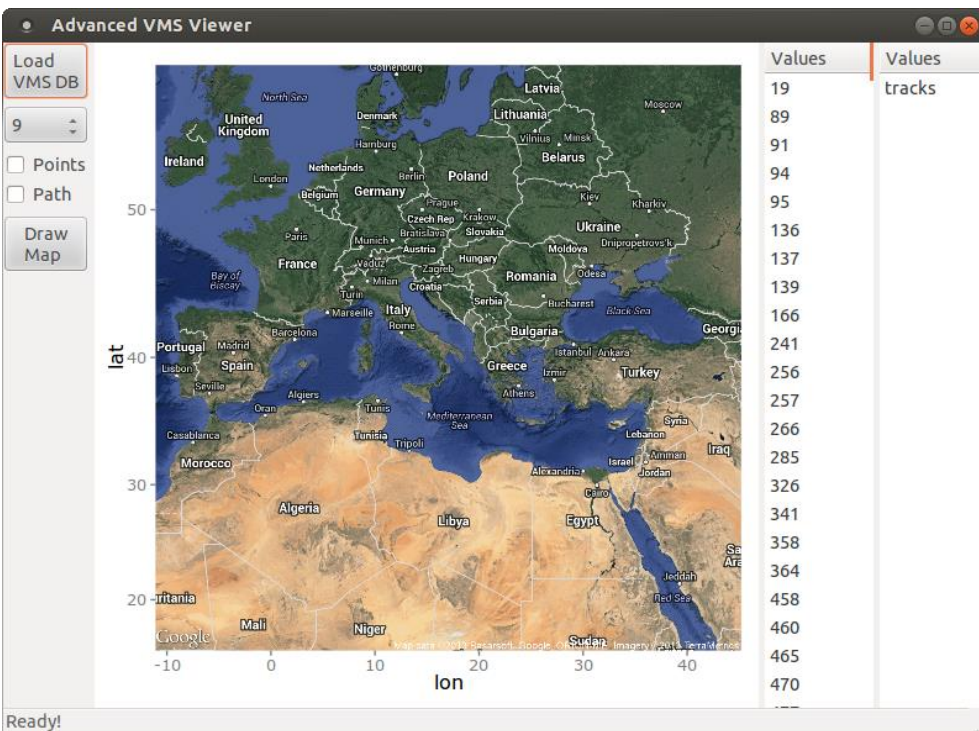 Advanced VMS Viewer
Load
VMS DB
9
Points
Path
Draw
Map
Gothenburg
North Sea
Latvia
Moscow
United
Kingdom
Denmark
Lithuania
Vilnius
Minsk
Hamburg
Belarus
Ireland
Netherlands
London
Berlin
Poland
Belgium
Germany
Kiev
Kharkiv
50
Prague
Czech Rep
Krakow
Ukraine
Paris
Munich
Bratislava
Slovakia
Dnipropetrovs'k
Austria
Moldova
France
Vaduz
Hungary
Zagreb
Bay of
Biscay
Milan
Croatia
Romania
Odesa
Turin
Serbia
Bucharest
Marseille
Italy
Black Sea
Rome
Barcelona
Bulgaria
Georgi
Portugal
Madrid
Istanbul
Ankara
lat
40
Lisbon
Spain
Greece
Izmir
Turkey
Seville
Algiers
Athens
Oran
Tunis
Mediterranean
Sea
Syria
Casablanca
Tunisia
Tripoli
Lebanon
Morocco
Israel
Amman
Iraq
Alexandria
Jordan
30
Cairo
Algeria
Libya
Egypt
Sa
Ara
Jeddah
20
ritania
Red Sea
Mali
Niger
Sudan
Google
-10
0
10
20
30
40
lon
Values
19
89
91
94
95
136
137
139
166
241
256
257
266
285
326
341
358
364
458
460
465
470
Values
tracks
Ready!